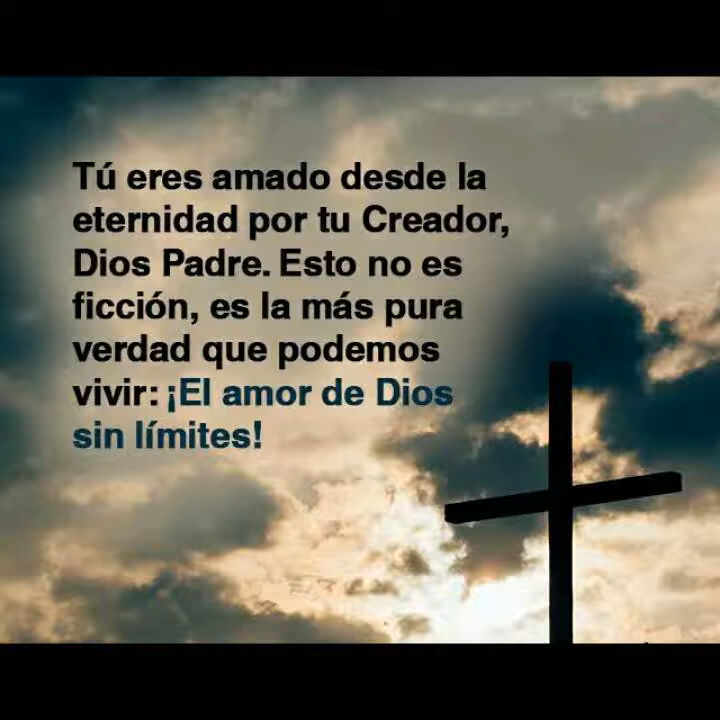 Tú eres amado desde la
eternidad por tu Creador,
Dios Padre. Esto no es
ficción, es la más pura
verdad que podemos
vivir: ¡El amor de Dios
sin límites!